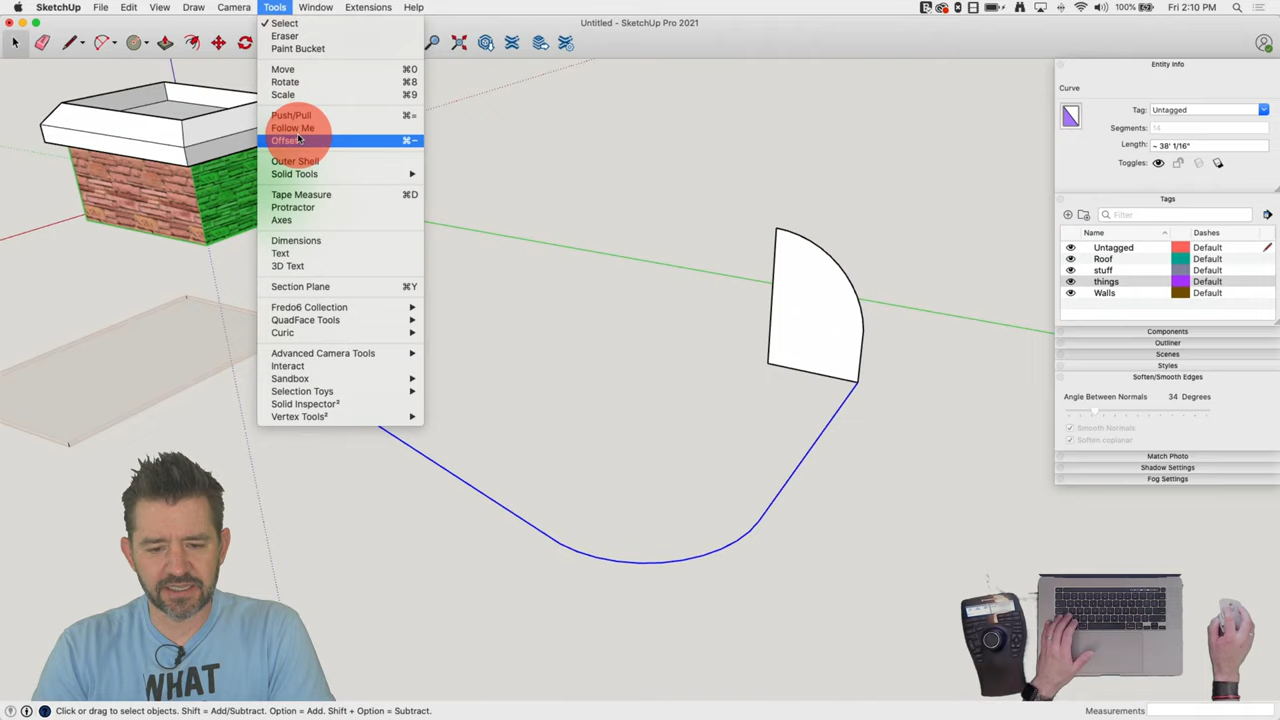 SketchUp File Edit View Draw Camera Tools Window Extensions Help 100% Fri 2:10 PM
Untitled - SketchUp Pro 2021
✓ Select
Eraser
Paint Bucket
Move ⌘0
Rotate ⌘8
Scale ⌘9
Push/Pull ⌘=
Follow Me
Offset ⌘-
Outer Shell
Solid Tools
Tape Measure ⌘D
Protractor
Axes
Dimensions
Text
3D Text
Section Plane ⌘Y
Fredo6 Collection
QuadFace Tools
Curic
Advanced Camera Tools
Interact
Sandbox
Selection Toys
Solid Inspector²
Vertex Tools²
Entity Info
Curve
Tag: Untagged
Segments: 14
Length: ~ 38' 1/16"
Toggles:
Tags
Filter
Name Dashes
Untagged Default
Roof Default
stuff Default
things Default
Walls Default
Components
Outliner
Scenes
Styles
Soften/Smooth Edges
Angle Between Normals 34 Degrees
Smooth Normals
Soften coplanar
Match Photo
Shadow Settings
Fog Settings
WHAT
Click or drag to select objects. Shift = Add/Subtract. Option = Add. Shift + Option = Subtract.
Measurements